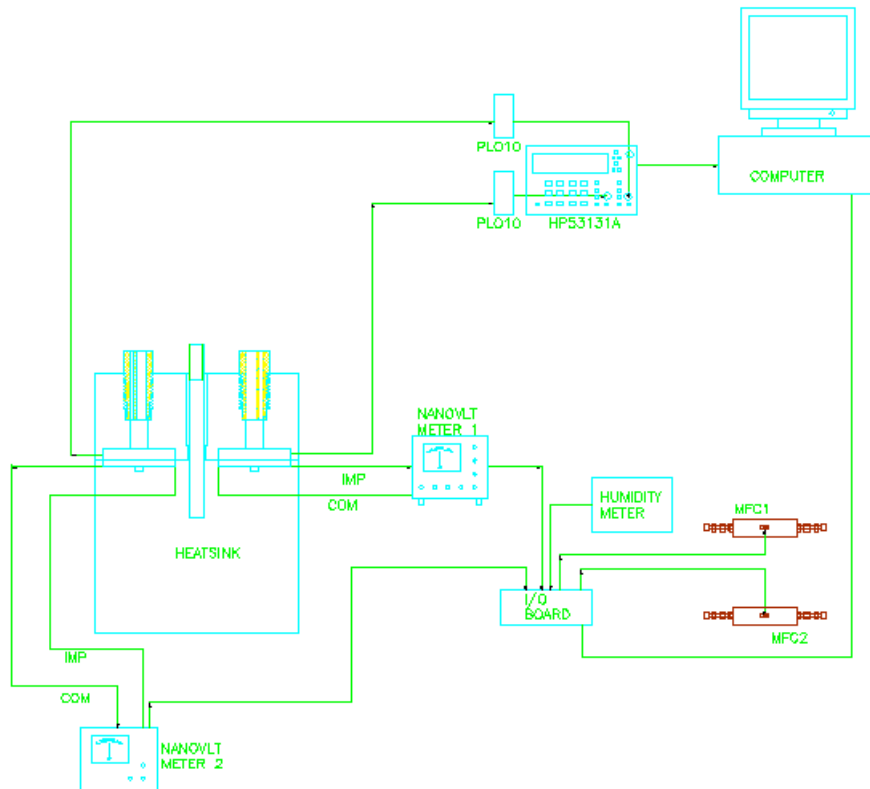 PLO10
COMPUTER
PLO10
HP53131A
NANOVLT
METER 1
IMP
COM
HUMIDITY
METER
MFC1
HEATSINK
I/O
BOARD
MFC2
IMP
COM
NANOVLT
METER 2